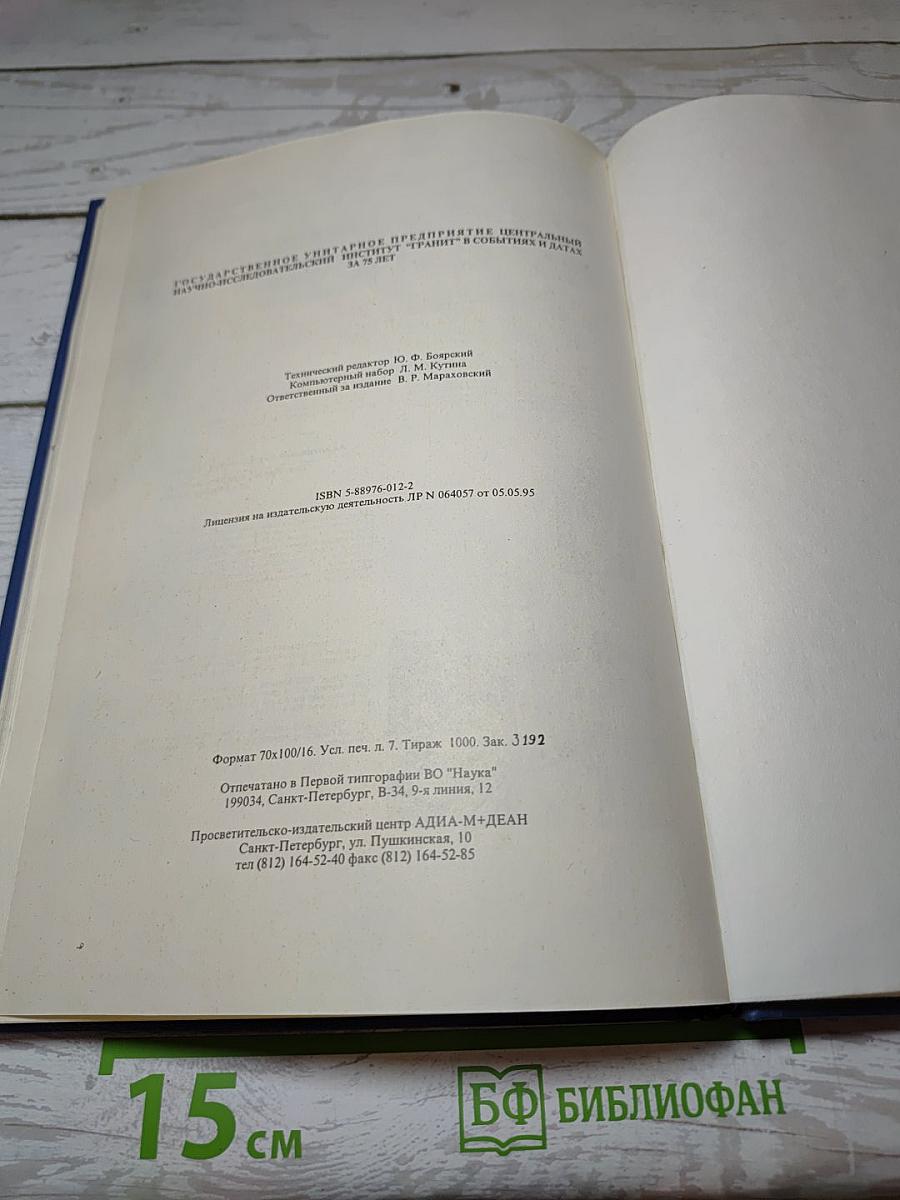 ГОСУДАРСТВЕННОЕ УНИТАРНОЕ ПРЕДПРИЯТИЕ ЦЕНТРАЛЬНЫЙ
НАУЧНО-ИССЛЕДОВАТЕЛЬСКИЙ ИНСТИТУТ "ГРАНИТ" В СОБЫТИЯХ И ДАТАХ
ЗА 75 ЛЕТ
Технический редактор Ю. Ф. Боярский
Компьютерный набор Л. М. Кутина
Ответственный за издание В. Р. Мараховский
ISBN 5-88976-012-2
Лицензия на издательскую деятельность ЛР N 064057 от 05.05.95
Формат 70x100/16. Усл. печ. л. 7. Тираж 1000. Зак. 3192
Отпечатано в Первой типографии ВО "Наука"
199034, Санкт-Петербург, В-34, 9-я линия, 12
Просветительско-издательский центр АДИА-М+ДЕАН
Санкт-Петербург, ул. Пушкинская, 10
тел (812) 164-52-40 факс (812) 164-52-85
15 см
БФ БИБЛИОФАН